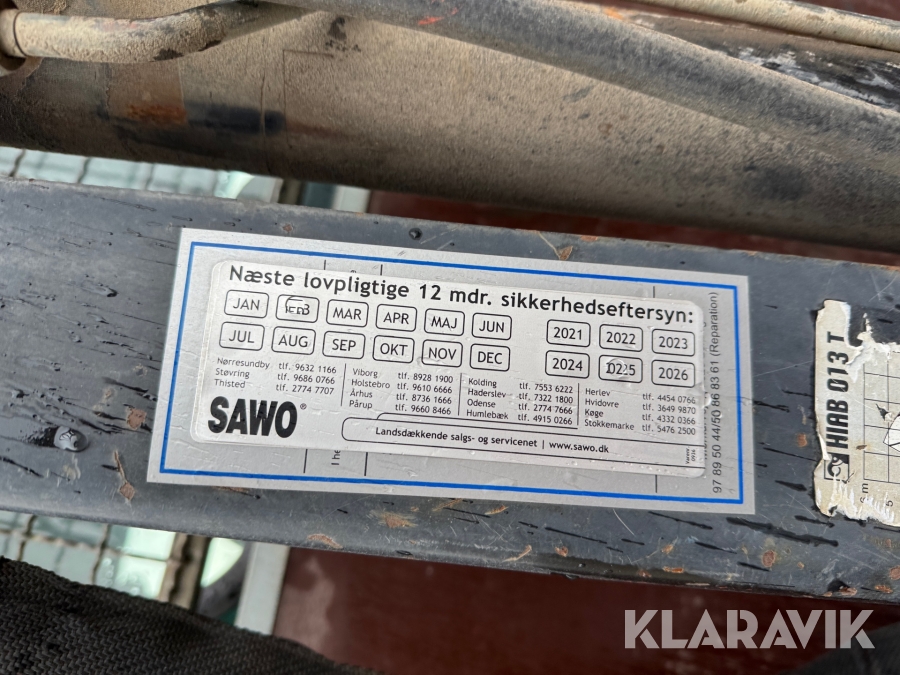 Næste lovpligtige 12 mdr. sikkerhedseftersyn:
JAN FEB MAR APR MAJ JUN 2021 2022 2023
JUL AUG SEP OKT NOV DEC 2024 2025 2026
Nørresundby tlf. 9632 1166
Støvring tlf. 9686 0766
Thisted tlf. 2774 7707
Viborg tlf. 8928 1900
Holstebro tlf. 9610 6666
Århus tlf. 8736 1666
Pårup tlf. 9660 8466
Kolding tlf. 7553 6222
Haderslev tlf. 7322 1800
Odense tlf. 2774 7666
Humlebæk tlf. 4915 0266
Herlev tlf. 4454 0766
Hvidovre tlf. 3649 9870
Køge tlf. 4332 0366
Stokkemarke tlf. 5476 2500
SAWO®
Landsdækkende salgs- og servicenet | www.sawo.dk
97 89 50 44/50 86 83 61 (Reparation)
HIAB 013 T
KLARAVIK